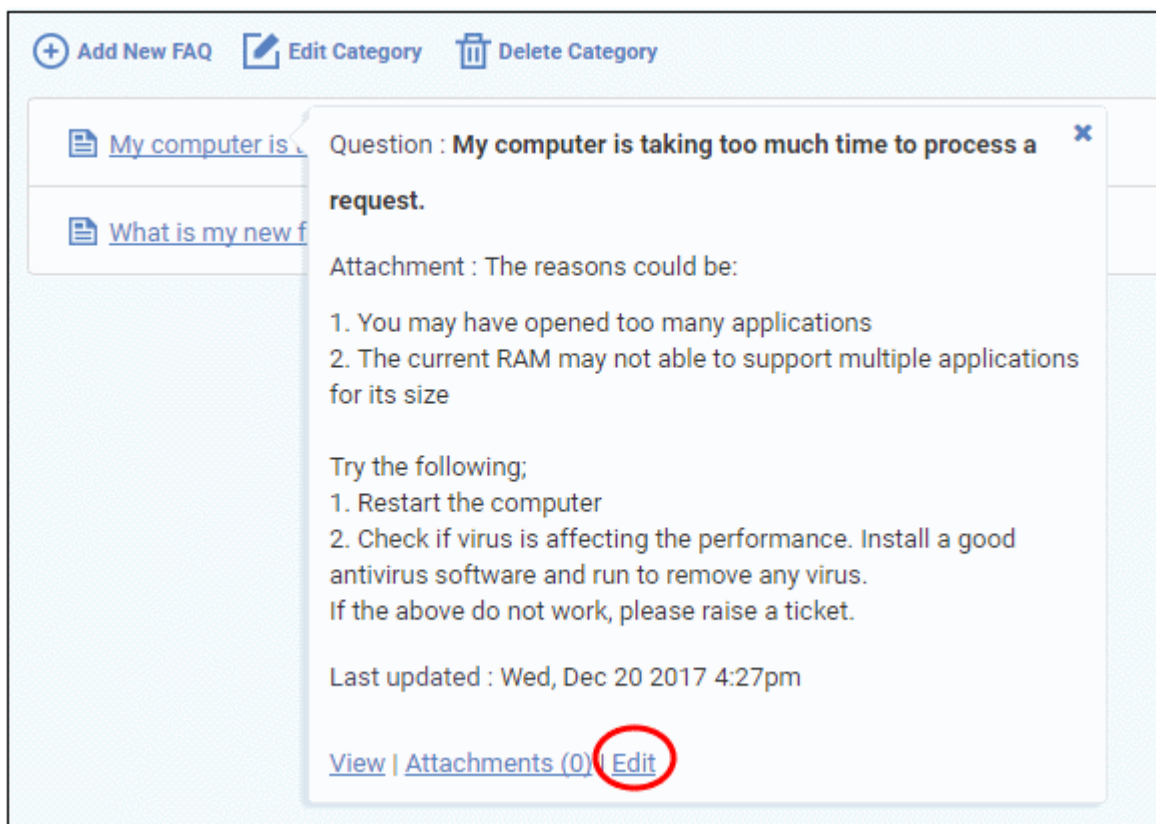 Add New FAQ Edit Category Delete Category
My computer is
Question : My computer is taking too much time to process a
request.
What is my new f
Attachment : The reasons could be:
1. You may have opened too many applications
2. The current RAM may not able to support multiple applications
for its size
Try the following;
1. Restart the computer
2. Check if virus is affecting the performance. Install a good
antivirus software and run to remove any virus.
If the above do not work, please raise a ticket.
Last updated : Wed, Dec 20 2017 4:27pm
View | Attachments (0) | Edit